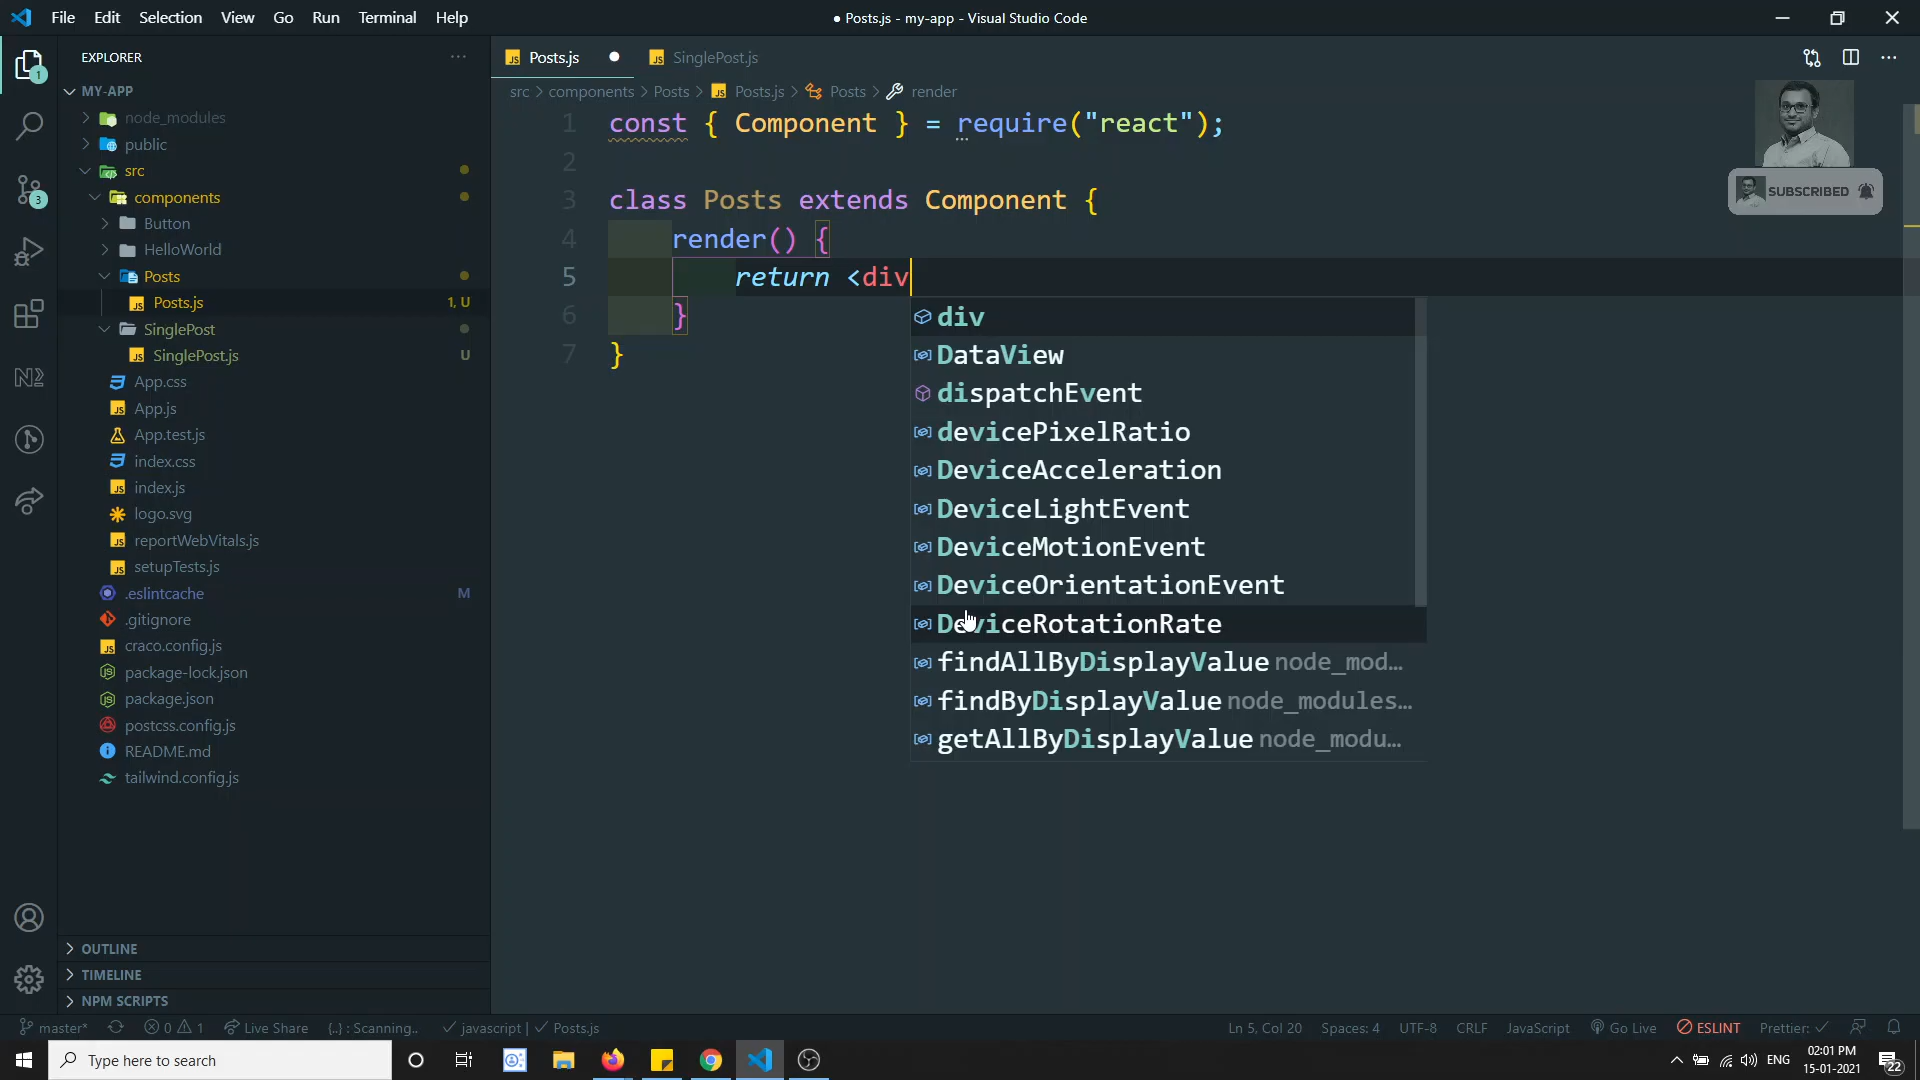 File Edit Selection View Go Run Terminal Help
● Posts.js - my-app - Visual Studio Code
EXPLORER
MY-APP
node_modules
public
src
components
Button
HelloWorld
Posts
Posts.js 1, U
SinglePost
SinglePost.js U
App.css
App.js
App.test.js
index.css
index.js
logo.svg
reportWebVitals.js
setupTests.js
.eslintcache M
.gitignore
craco.config.js
package-lock.json
package.json
postcss.config.js
README.md
tailwind.config.js
OUTLINE
TIMELINE
NPM SCRIPTS
1
3
Posts.js SinglePost.js
src > components > Posts > Posts.js > Posts > render
1 const { Component } = require("react");
2
3 class Posts extends Component {
4 render() {
5 return <div
6 }
7 }
div
DataView
dispatchEvent
devicePixelRatio
DeviceAcceleration
DeviceLightEvent
DeviceMotionEvent
DeviceOrientationEvent
DeviceRotationRate
findAllByDisplayValue node_mod...
findByDisplayValue node_modules...
getAllByDisplayValue node_modu...
SUBSCRIBED
master* 0 1 Live Share {..} : Scanning.. javascript | Posts.js
Ln 5, Col 20 Spaces: 4 UTF-8 CRLF JavaScript Go Live ESLINT Prettier: ✓
Type here to search
ENG
02:01 PM
15-01-2021
22